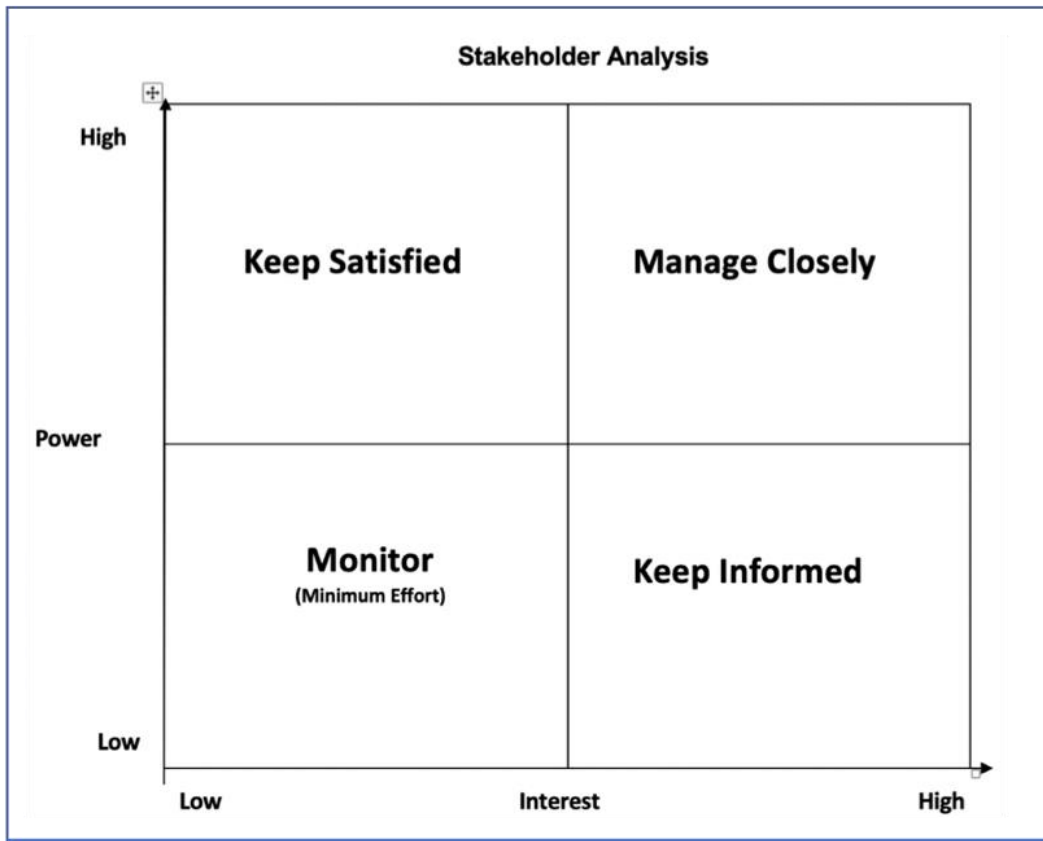 Stakeholder Analysis
High
Keep Satisfied
Manage Closely
Power
Monitor
(Minimum Effort)
Keep Informed
Low
Low
Interest
High